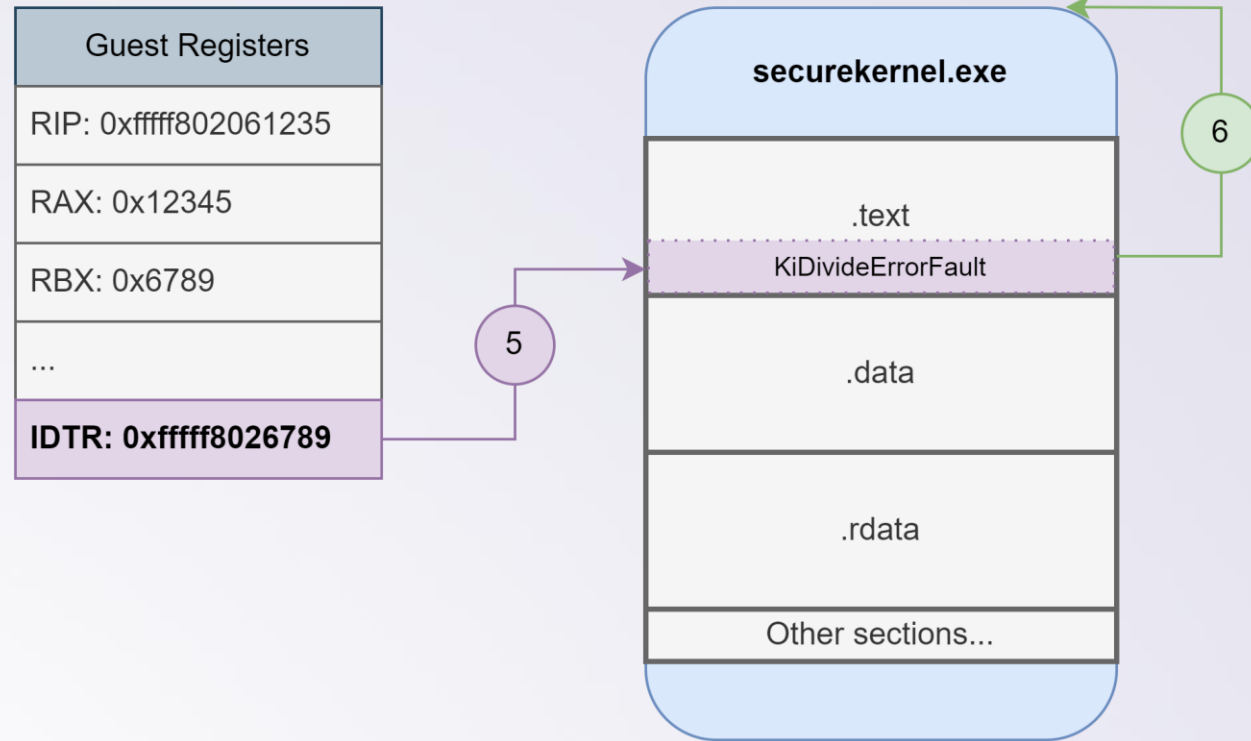 Guest Registers
RIP: 0xfffff802061235
RAX: 0x12345
RBX: 0x6789
...
IDTR: 0xfffff8026789
5
securekernel.exe
.text
KiDivideErrorFault
.data
.rdata
Other sections...
6